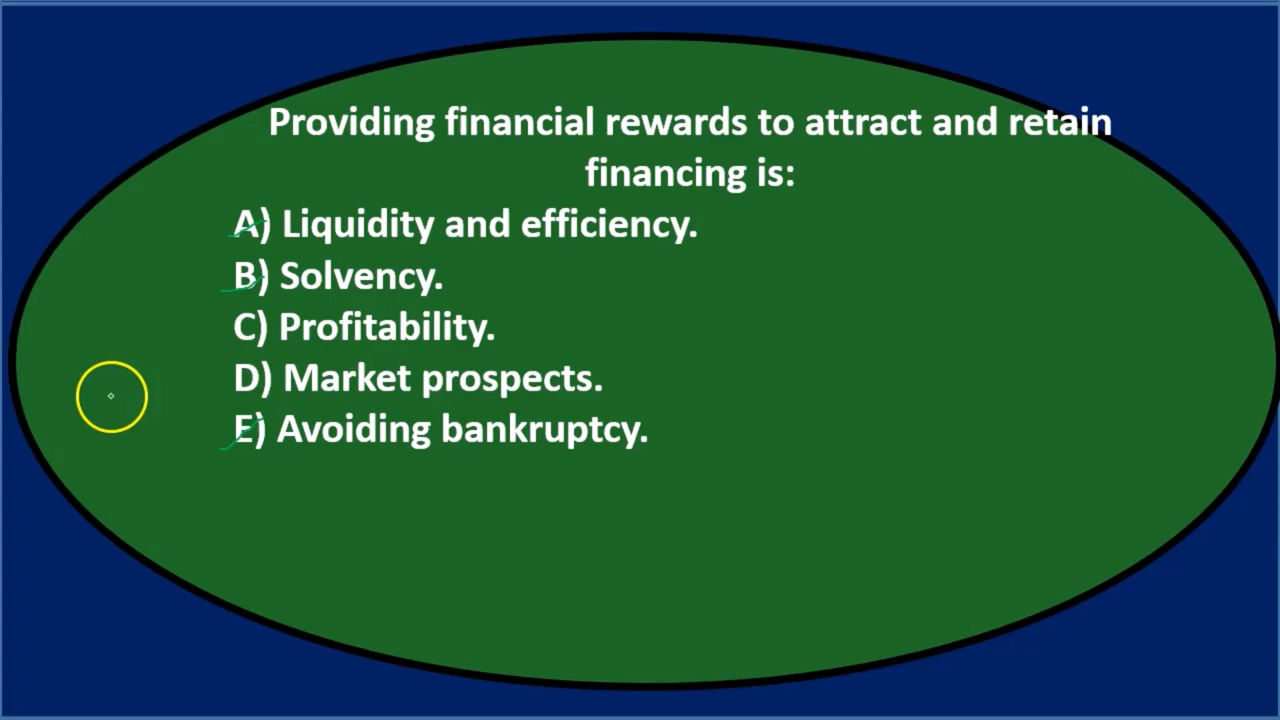 Providing financial rewards to attract and retain
financing is:
A) Liquidity and efficiency.
B) Solvency.
C) Profitability.
D) Market prospects.
E) Avoiding bankruptcy.